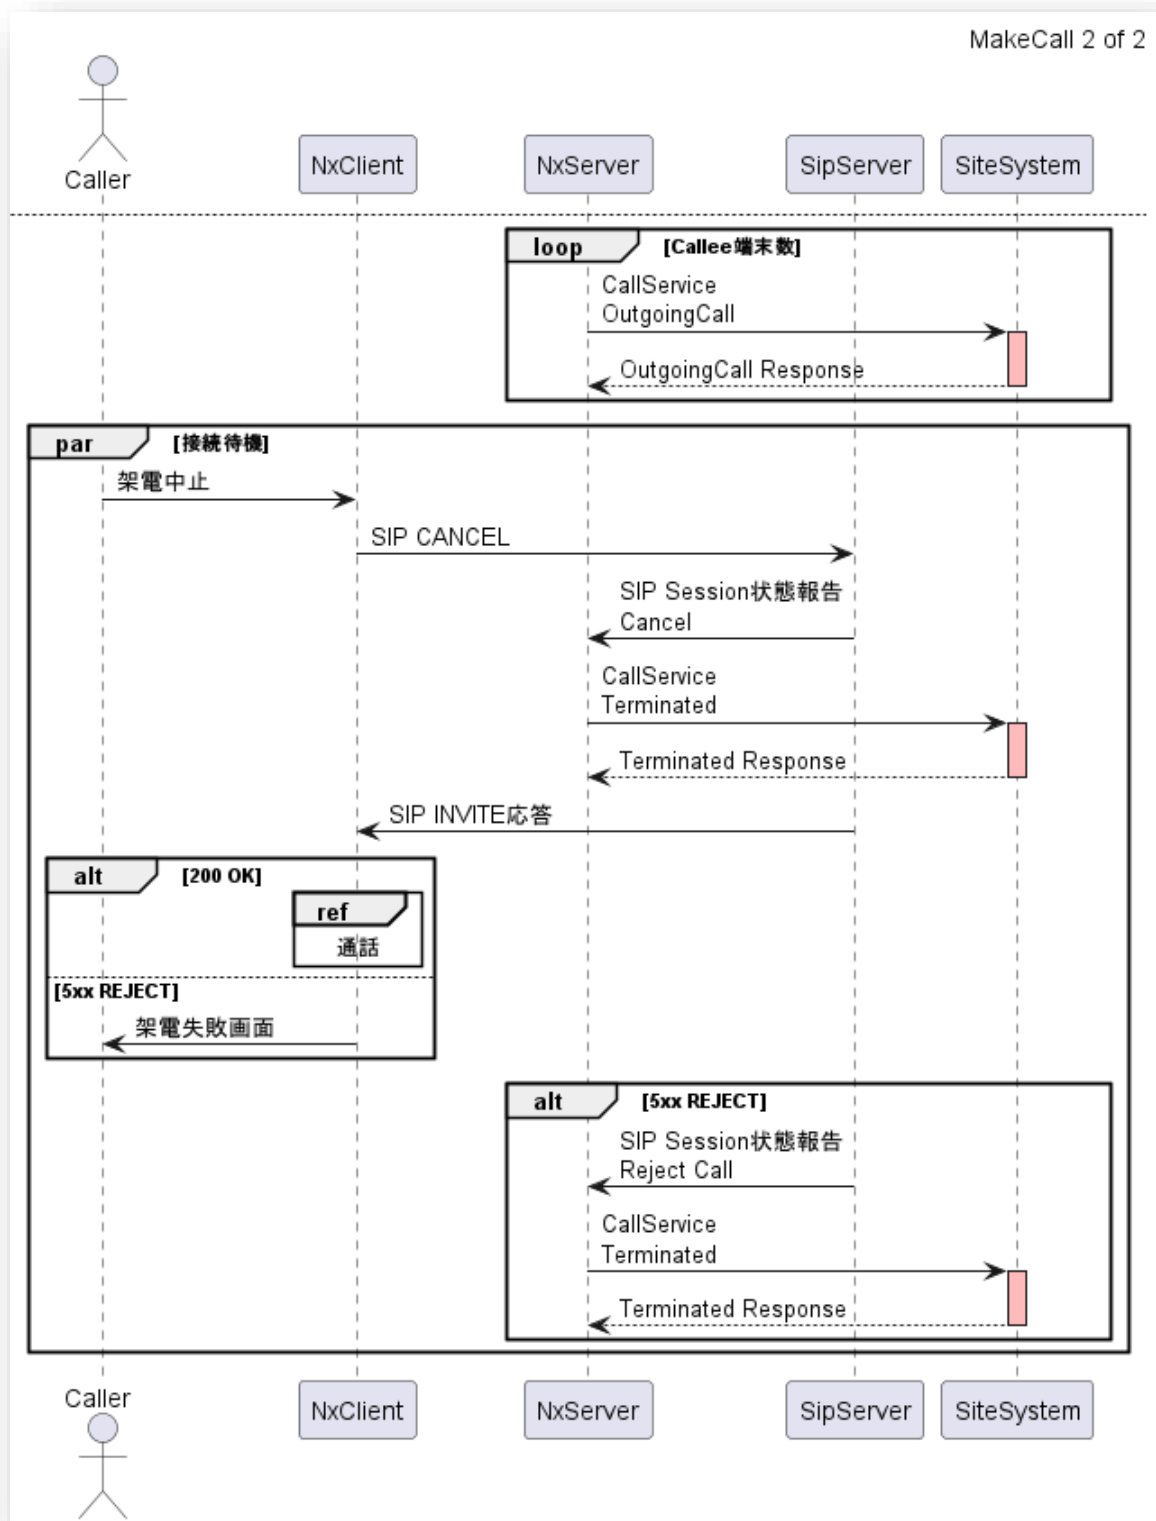 MakeCall 2 of 2
Caller
NxClient
NxServer
SipServer
SiteSystem
loop [Callee端末数]
CallService
OutgoingCall
OutgoingCall Response
par [接続待機]
架電中止
SIP CANCEL
SIP Session状態報告
Cancel
CallService
Terminated
Terminated Response
SIP INVITE応答
alt [200 OK]
ref
通話
[5xx REJECT]
架電失敗画面
alt [5xx REJECT]
SIP Session状態報告
Reject Call
CallService
Terminated
Terminated Response
Caller
NxClient
NxServer
SipServer
SiteSystem